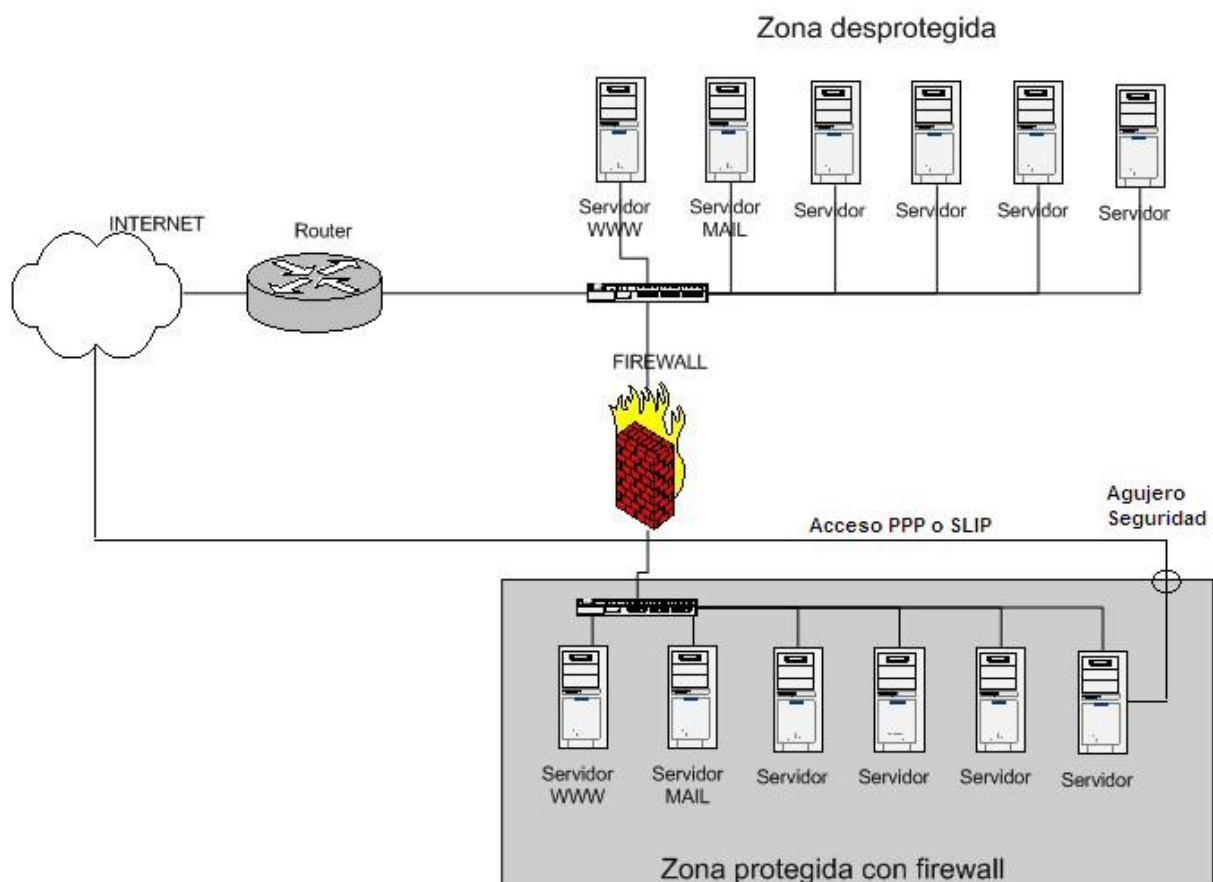 Zona desprotegida
Servidor
WWW
Servidor
MAIL
Servidor
Servidor
Servidor
Servidor
INTERNET
Router
FIREWALL
Acceso PPP o SLIP
Agujero
Seguridad
Servidor
WWW
Servidor
MAIL
Servidor
Servidor
Servidor
Servidor
Zona protegida con firewall